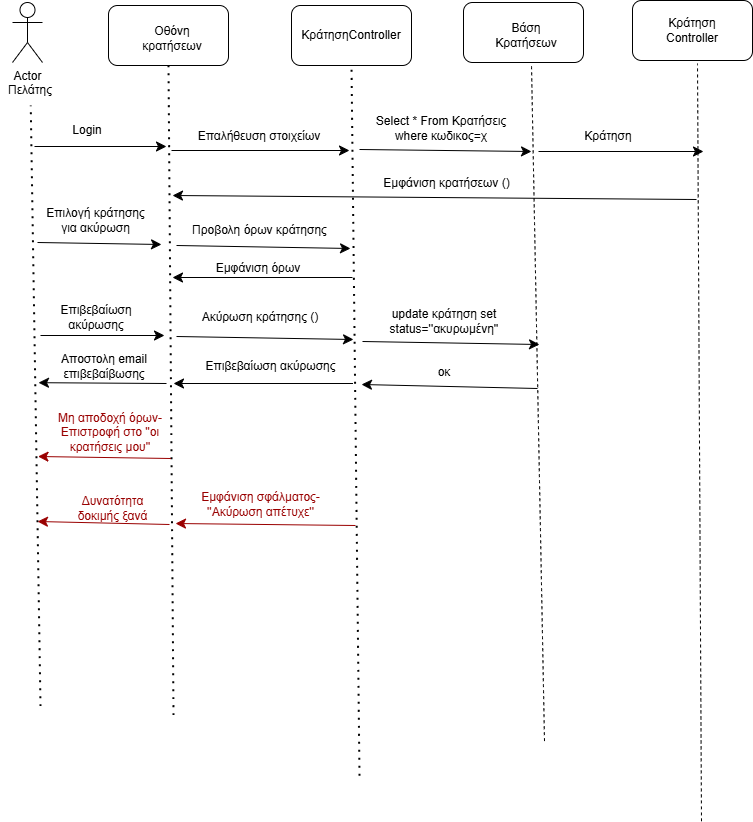 Actor
Πελάτης
Οθόνη
κρατήσεων
ΚράτησηController
Βάση
Κρατήσεων
Κράτηση
Controller
Login
Επαλήθευση στοιχείων
Select * From Κρατήσεις
where κωδικος=χ
Κράτηση
Εμφάνιση κρατήσεων ()
Επιλογή κράτησης
για ακύρωση
Προβολη όρων κράτησης
Εμφάνιση όρων
Επιβεβαίωση
ακύρωσης
Ακύρωση κράτησης ()
update κράτηση set
status="ακυρωμένη"
Αποστολη email
επιβεβαίβωσης
Επιβεβαίωση ακύρωσης
οκ
Μη αποδοχή όρων-
Επιστροφή στο "οι
κρατήσεις μου"
Δυνατότητα
δοκιμής ξανά
Εμφάνιση σφάλματος-
"Ακύρωση απέτυχε"